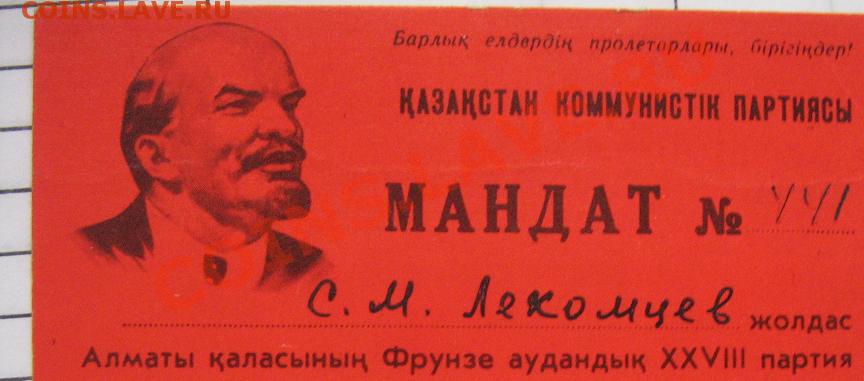 COINS.LAVE.RU
Барлық елдердің пролетарлары, бірігіңдер!
ҚАЗАҚСТАН КОММУНИСТІК ПАРТИЯСЫ
МАНДАТ № 441
С. М. Лекомцев жолдас
Алматы қаласының Фрунзе аудандық XXVIII партия